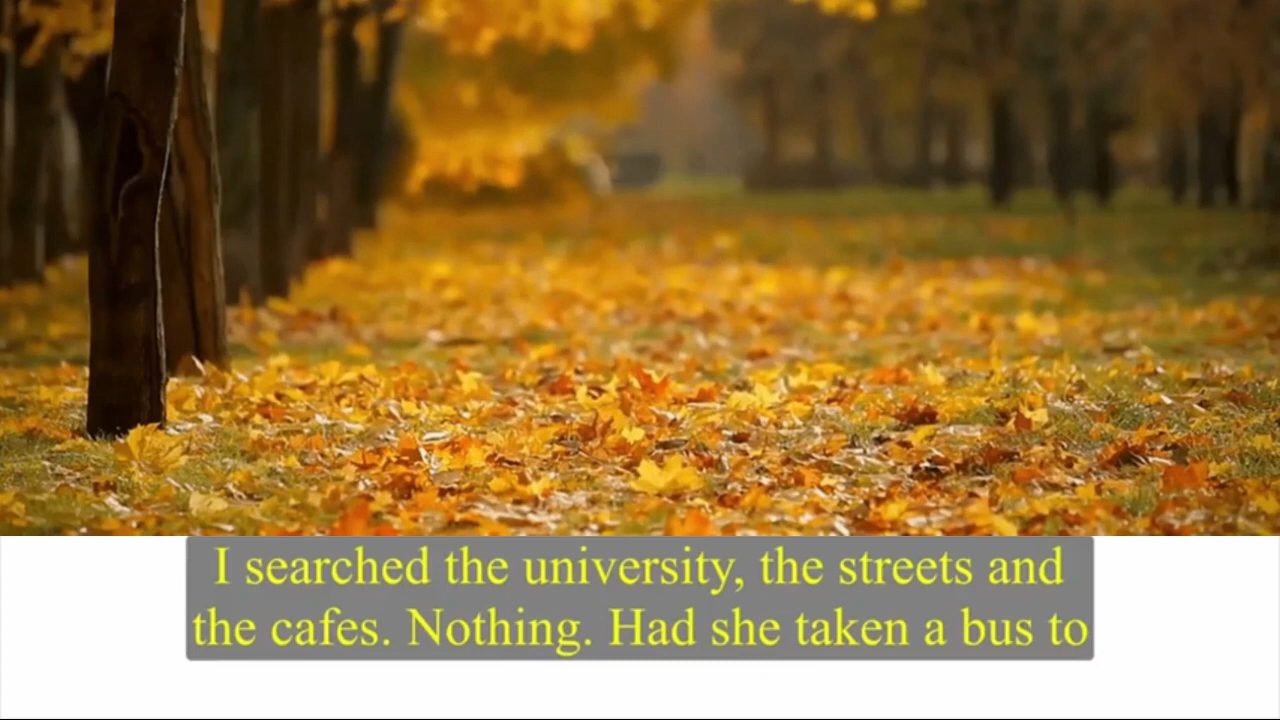 I searched the university, the streets and
the cafes. Nothing. Had she taken a bus to